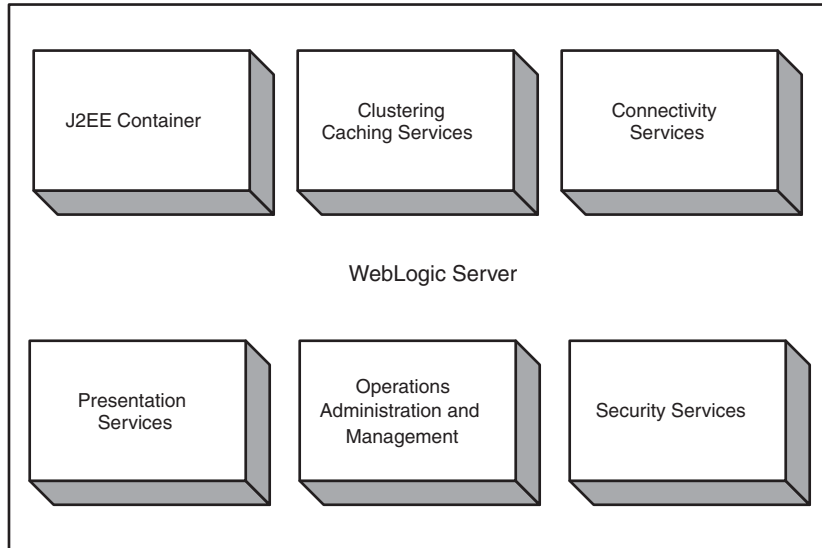 J2EE Container
Clustering
Caching Services
Connectivity
Services
WebLogic Server
Presentation
Services
Operations
Administration and
Management
Security Services